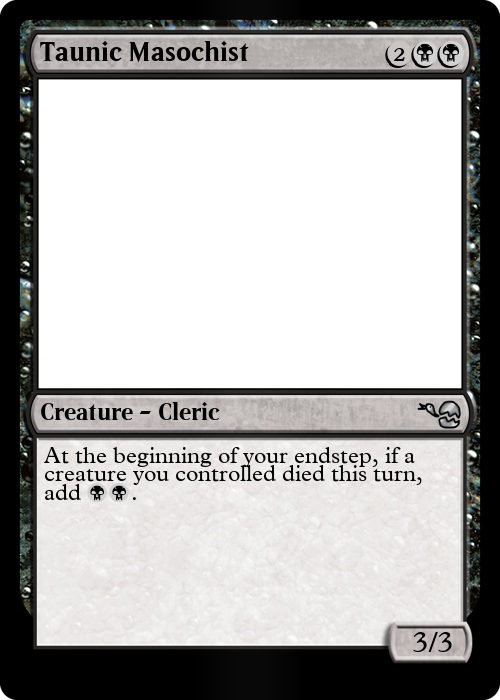 Taunic Masochist 2
Creature – Cleric
At the beginning of your endstep, if a
creature you controlled died this turn,
add .
3/3